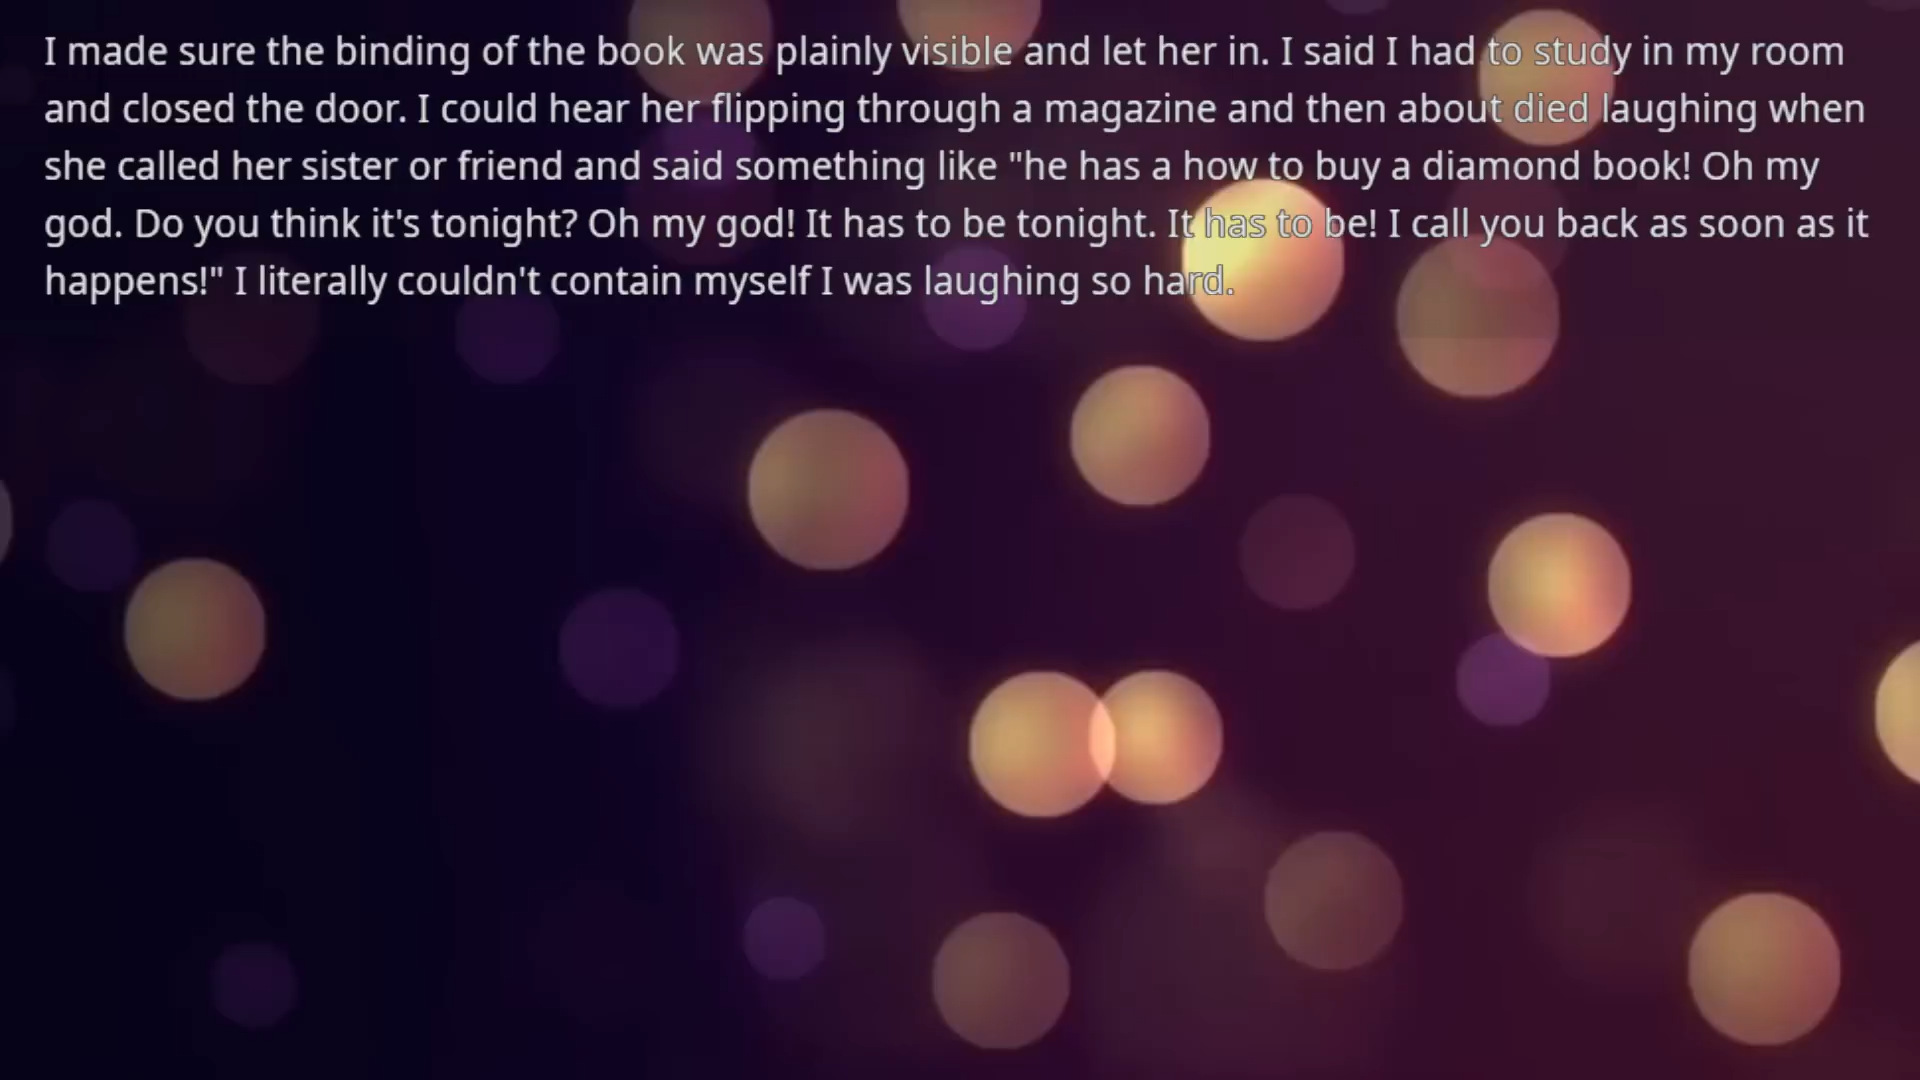 I made sure the binding of the book was plainly visible and let her in. I said I had to study in my room
and closed the door. I could hear her flipping through a magazine and then about died laughing when
she called her sister or friend and said something like "he has a how to buy a diamond book! Oh my
god. Do you think it's tonight? Oh my god! It has to be tonight. It has to be! I call you back as soon as it
happens!" I literally couldn't contain myself I was laughing so hard.